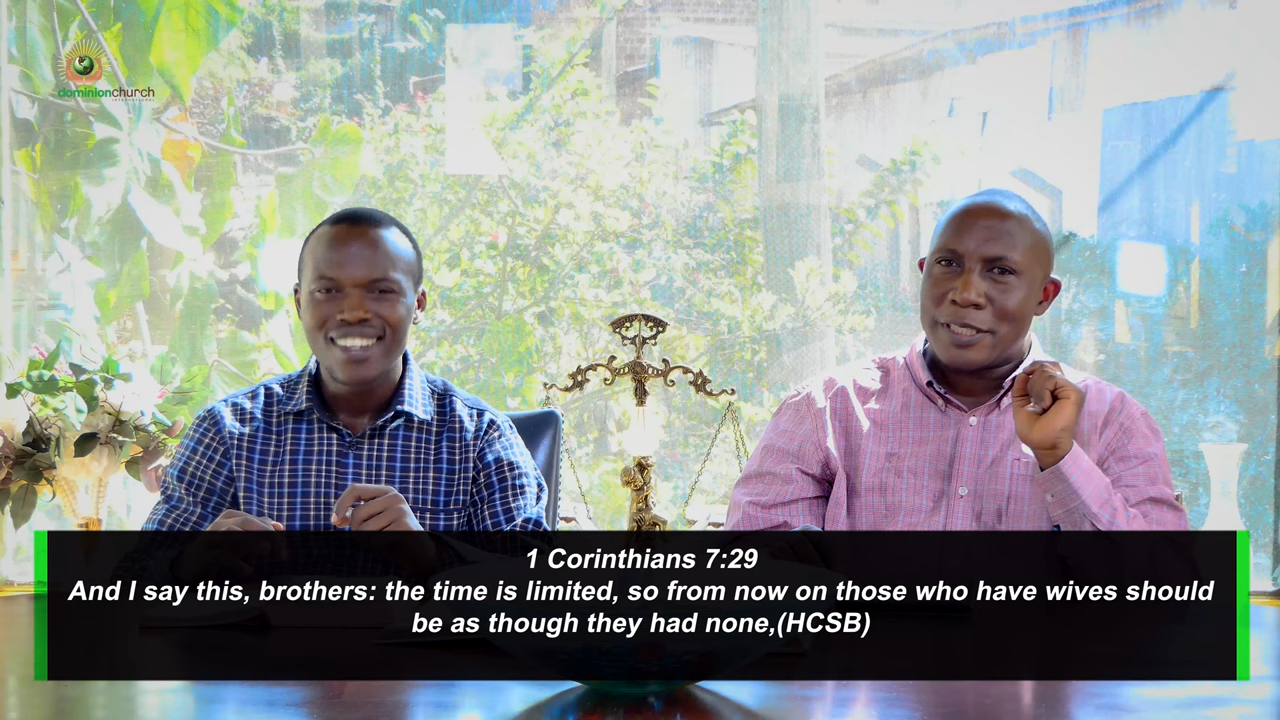 dominionchurch
INTERNATIONAL
1 Corinthians 7:29
And I say this, brothers: the time is limited, so from now on those who have wives should
be as though they had none,(HCSB)